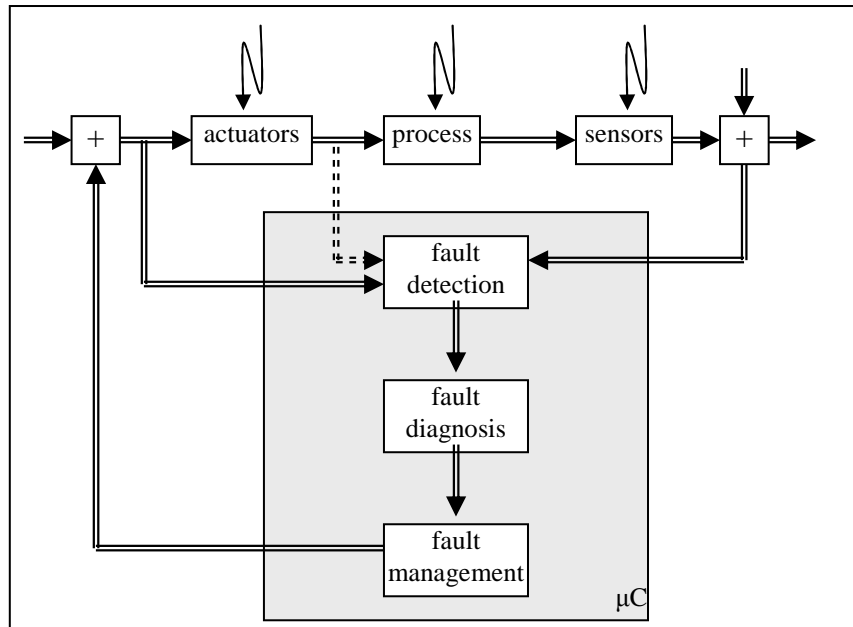 +
actuators
process
sensors
+
fault
detection
fault
diagnosis
fault
management
μC